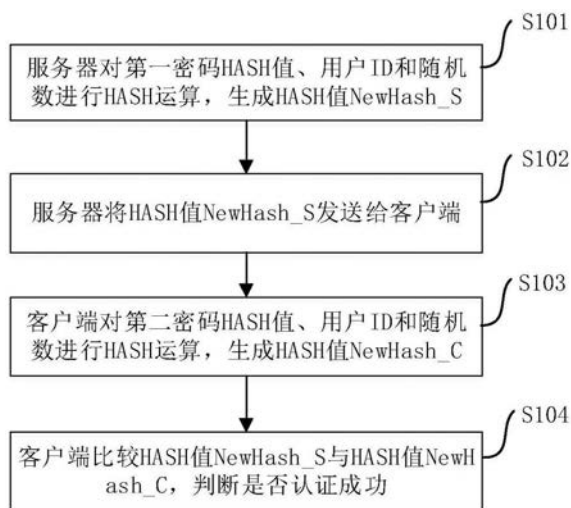 S101
服务器对第一密码HASH值、用户ID和随机
数进行HASH运算，生成HASH值NewHash_S
S102
服务器将HASH值NewHash_S发送给客户端
S103
客户端对第二密码HASH值、用户ID和随机
数进行HASH运算，生成HASH值NewHash_C
S104
客户端比较HASH值NewHash_S与HASH值NewH
ash_C，判断是否认证成功